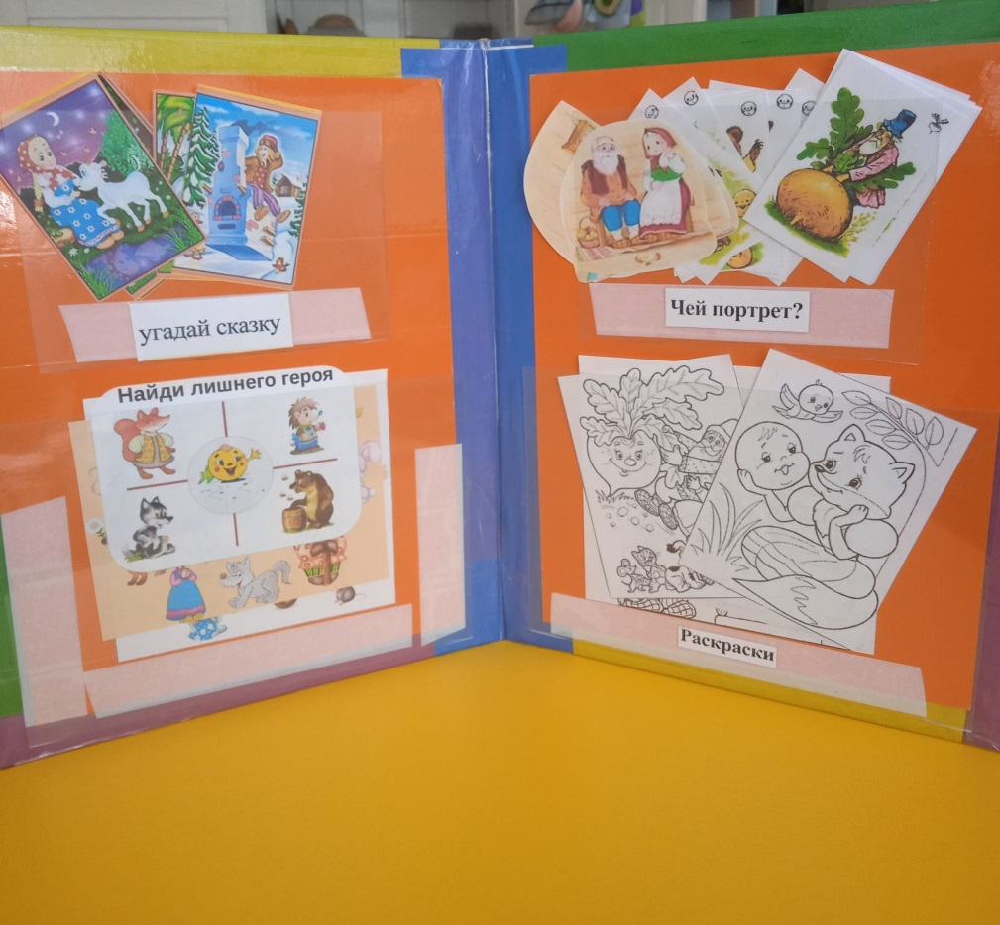 угадай сказку
Найди лишнего героя
Чей портрет?
Раскраски